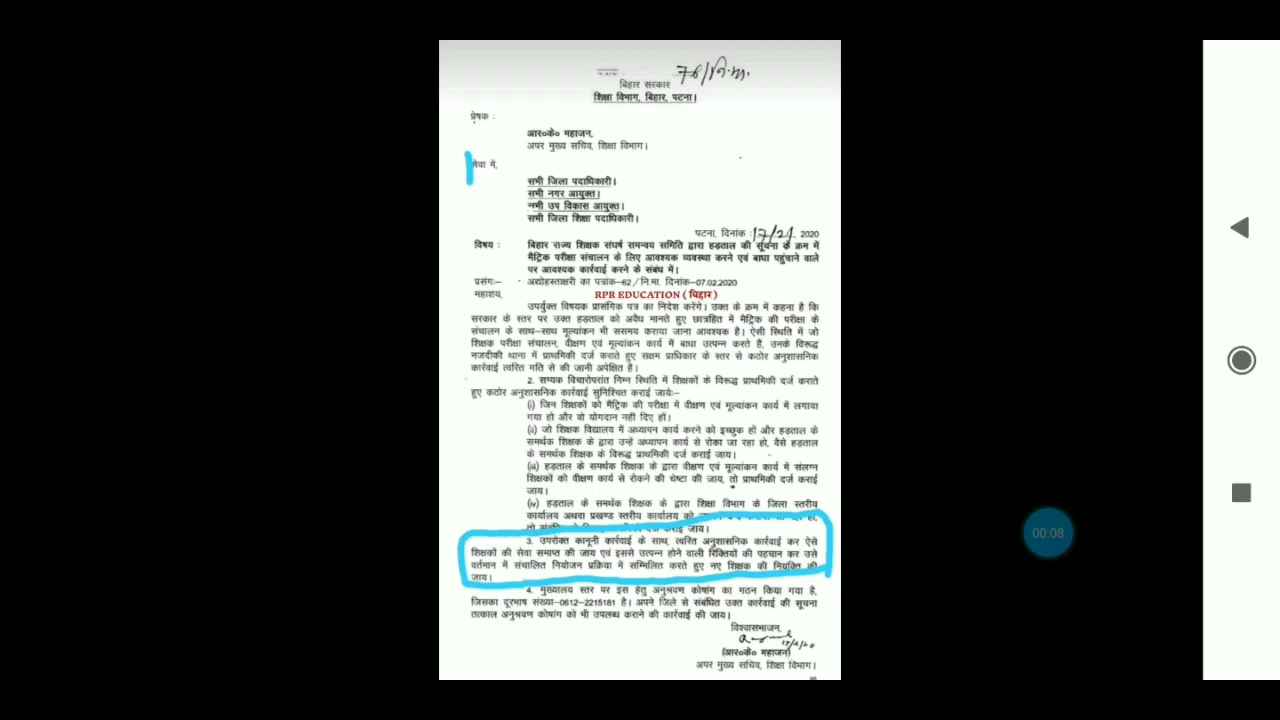 76/नि.मा.
बिहार सरकार
शिक्षा विभाग, बिहार, पटना।
प्रेषक :
आर०के० महाजन,
अपर मुख्य सचिव, शिक्षा विभाग।
सेवा में,
सभी जिला पदाधिकारी।
सभी नगर आयुक्त।
सभी उप विकास आयुक्त।
सभी जिला शिक्षा पदाधिकारी।
पटना, दिनांक :17/2/ 2020
विषय : बिहार राज्य शिक्षक संघर्ष समन्वय समिति द्वारा हड़ताल की सूचना के क्रम में
मैट्रिक परीक्षा संचालन के लिए आवश्यक व्यवस्था करने एवं बाधा पहुंचाने वाले
पर आवश्यक कार्रवाई करने के संबंध में।
प्रसंगः- अद्योहस्ताक्षरी का पत्रांक-62/नि.मा. दिनांक-07.02.2020
महाशय, RPR EDUCATION ( बिहार )
उपर्युक्त विषयक प्रासंगिक पत्र का निदेश करेंगे। उक्त के क्रम में कहना है कि
सरकार के स्तर पर उक्त हड़ताल को अवैध मानते हुए छात्रहित में मैट्रिक की परीक्षा के
संचालन के साथ-साथ मूल्यांकन भी ससमय कराया जाना आवश्यक है। ऐसी स्थिति में जो
शिक्षक परीक्षा संचालन, वीक्षण एवं मूल्यांकन कार्य में बाधा उत्पन्न करते हैं, उनके विरूद्ध
नजदीकी थाना में प्राथमिकी दर्ज कराते हुए सक्षम प्राधिकार के स्तर से कठोर अनुशासनिक
कार्रवाई त्वरित गति से की जानी अपेक्षित है।
2. सम्यक विचारोपरांत निम्न स्थिति में शिक्षकों के विरूद्ध प्राथमिकी दर्ज कराते
हुए कठोर अनुशासनिक कार्रवाई सुनिश्चित कराई जायेः-
(i) जिन शिक्षकों को मैट्रिक की परीक्षा में वीक्षण एवं मूल्यांकन कार्य में लगाया
गया हो और वो योगदान नहीं दिए हों।
(ii) जो शिक्षक विद्यालय में अध्यापन कार्य करने को इच्छुक हों और हड़ताल के
समर्थक शिक्षक के द्वारा उन्हें अध्यापन कार्य से रोका जा रहा हो, वैसे हड़ताल
के समर्थक शिक्षक के विरूद्ध प्राथमिकी दर्ज कराई जाय।
(iii) हड़ताल के समर्थक शिक्षक के द्वारा वीक्षण एवं मूल्यांकन कार्य में संलग्न
शिक्षकों को वीक्षण कार्य से रोकने की चेष्टा की जाय, तो प्राथमिकी दर्ज कराई
जाय।
(iv) हड़ताल के समर्थक शिक्षक के द्वारा शिक्षा विभाग के जिला स्तरीय
कार्यालय अथवा प्रखण्ड स्तरीय कार्यालय को
तो दर्ज कराई जाय।
3. उपरोक्त कानूनी कार्रवाई के साथ, त्वरित अनुशासनिक कार्रवाई कर ऐसे
शिक्षकों की सेवा समाप्त की जाय एवं इससे उत्पन्न होने वाली रिक्तियों की पहचान कर उसे
वर्तमान में संचालित नियोजन प्रक्रिया में सम्मिलित करते हुए नए शिक्षक की नियुक्ति की
जाय।
4. मुख्यालय स्तर पर इस हेतु अनुश्रवण कोषांग का गठन किया गया है,
जिसका दूरभाष संख्या-0612-2215181 है। अपने जिले से संबंधित उक्त कार्रवाई की सूचना
तत्काल अनुश्रवण कोषांग को भी उपलब्ध कराने की कार्रवाई की जाय।
विश्वासभाजन,
17/2/20
(आर०के० महाजन)
अपर मुख्य सचिव, शिक्षा विभाग।
00:08